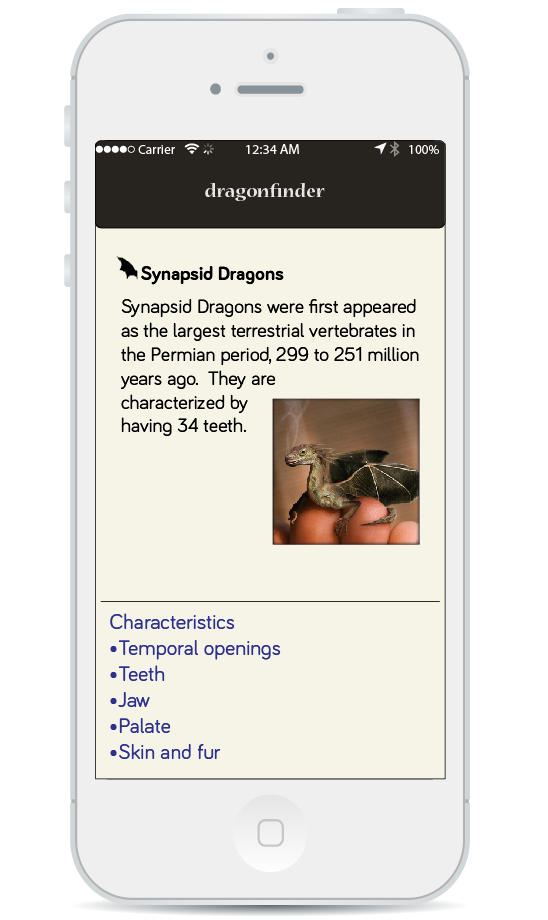 Carrier 12:34 AM 100%
dragonfinder
Synapsid Dragons
Synapsid Dragons were first appeared
as the largest terrestrial vertebrates in
the Permian period, 299 to 251 million
years ago.  They are
characterized by
having 34 teeth.
Characteristics
•Temporal openings
•Teeth
•Jaw
•Palate
•Skin and fur